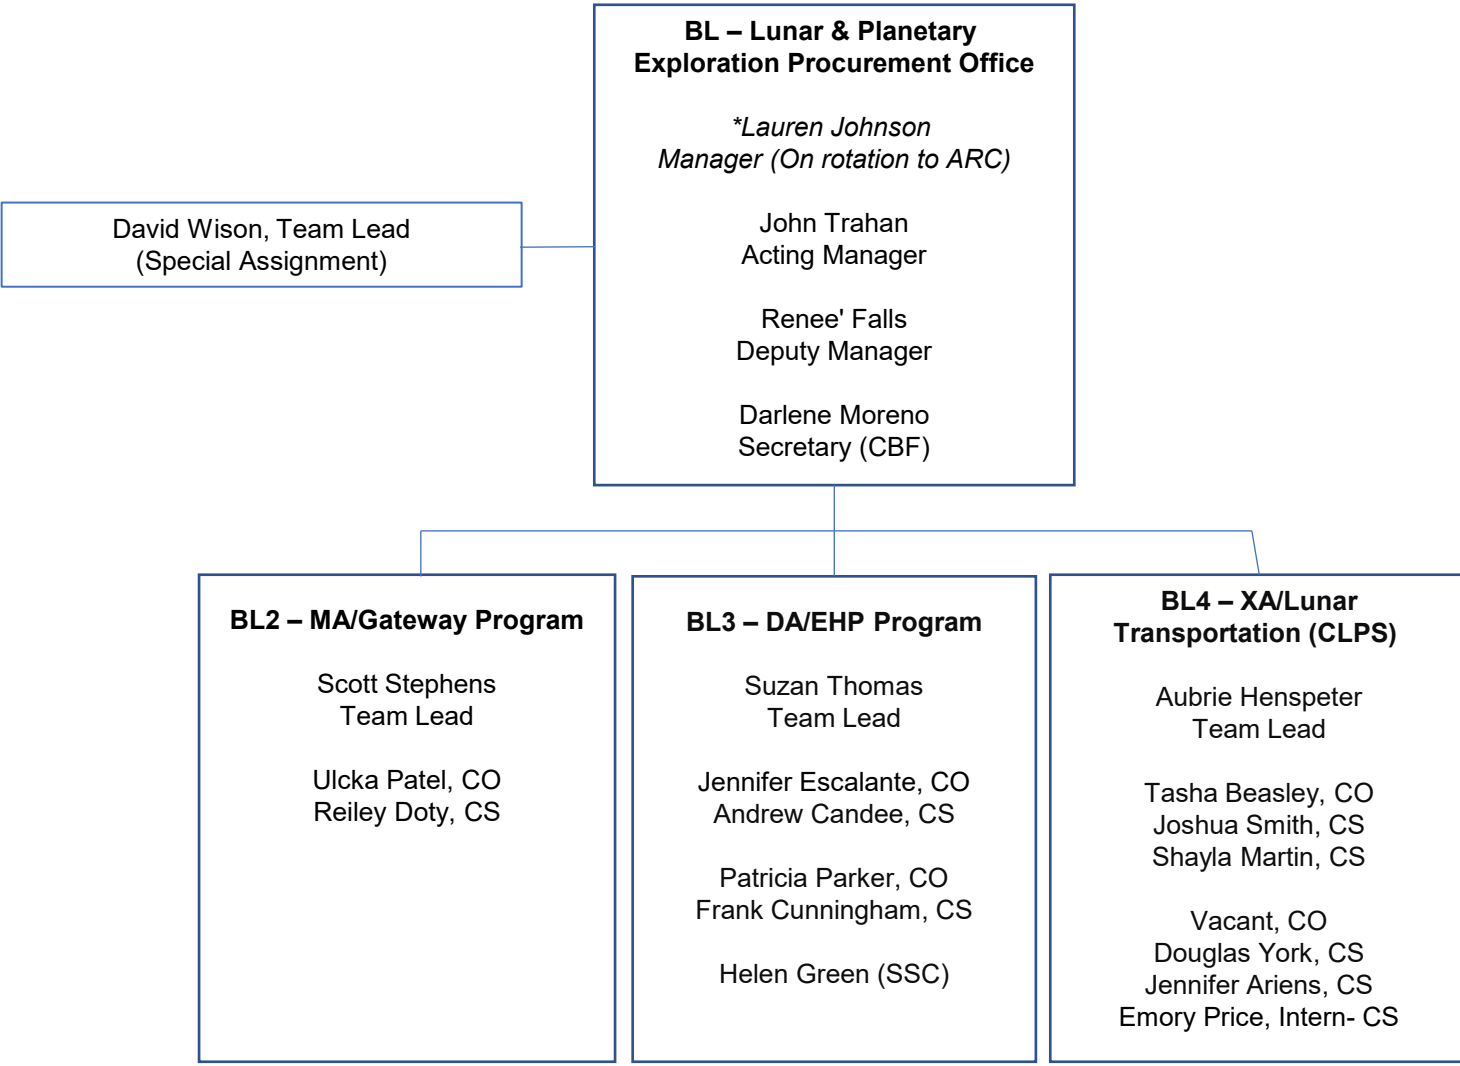 BL – Lunar & Planetary
Exploration Procurement Office
*Lauren Johnson
Manager (On rotation to ARC)
John Trahan
Acting Manager
Renee' Falls
Deputy Manager
Darlene Moreno
Secretary (CBF)
David Wison, Team Lead
(Special Assignment)
BL2 – MA/Gateway Program
Scott Stephens
Team Lead
Ulcka Patel, CO
Reiley Doty, CS
BL3 – DA/EHP Program
Suzan Thomas
Team Lead
Jennifer Escalante, CO
Andrew Candee, CS
Patricia Parker, CO
Frank Cunningham, CS
Helen Green (SSC)
BL4 – XA/Lunar
Transportation (CLPS)
Aubrie Henspeter
Team Lead
Tasha Beasley, CO
Joshua Smith, CS
Shayla Martin, CS
Vacant, CO
Douglas York, CS
Jennifer Ariens, CS
Emory Price, Intern- CS